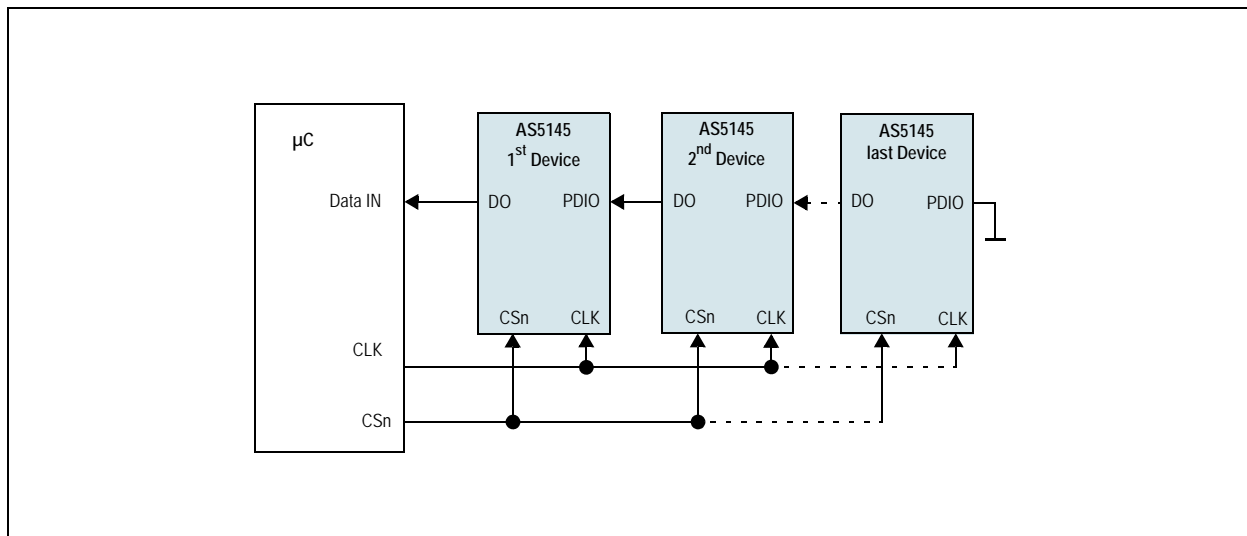 µC
Data IN
CLK
CSn
AS5145
1st Device
DO PDIO
CSn CLK
AS5145
2nd Device
DO PDIO
CSn CLK
AS5145
last Device
DO PDIO
CSn CLK